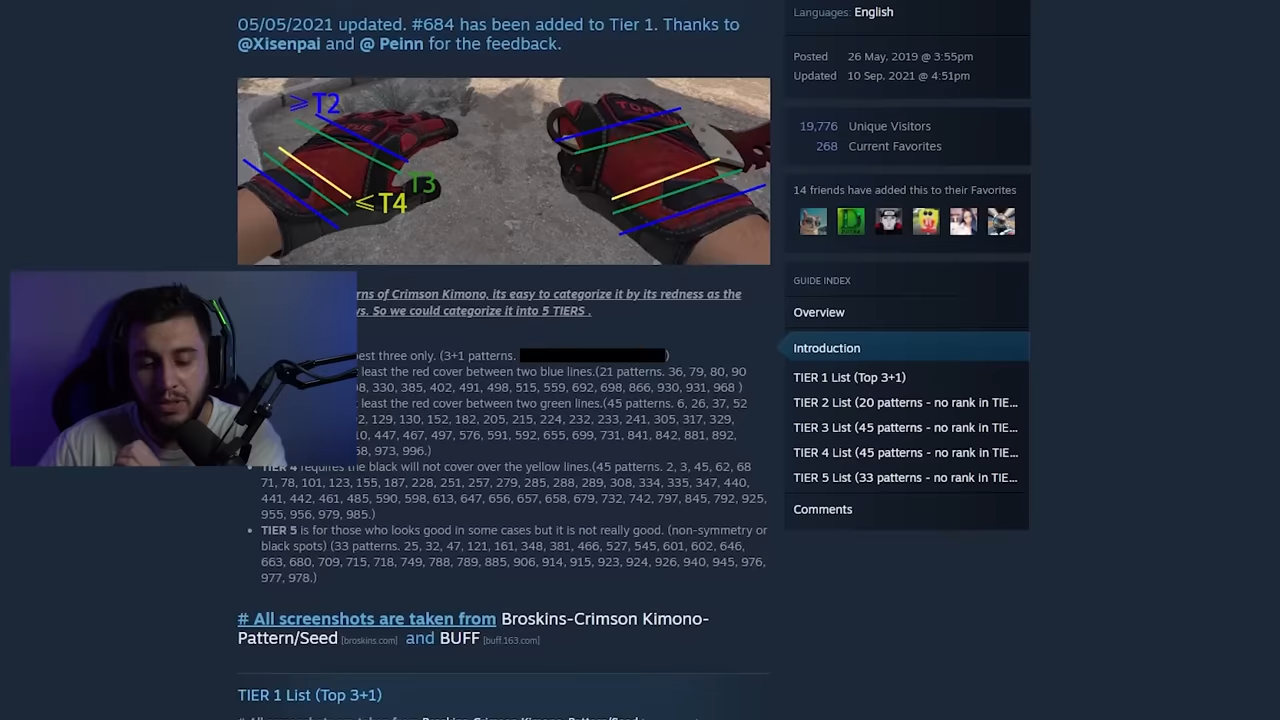 05/05/2021 updated. #684 has been added to Tier 1. Thanks to
@Xisenpai and @ Peinn for the feedback.
≥T2
T3
≤T4
rns of Crimson Kimono, its easy to categorize it by its redness as the
ys. So we could categorize it into 5 TIERS .
est three only. (3+1 patterns. )
least the red cover between two blue lines.(21 patterns. 36, 79, 80, 90
8, 330, 385, 402, 491, 498, 515, 559, 692, 698, 866, 930, 931, 968 )
least the red cover between two green lines.(45 patterns. 6, 26, 37, 52
2, 129, 130, 152, 182, 205, 215, 224, 232, 233, 241, 305, 317, 329,
10, 447, 467, 497, 576, 591, 592, 655, 699, 731, 841, 842, 881, 892,
8, 973, 996.)
TIER 4 requires the black will not cover over the yellow lines.(45 patterns. 2, 3, 45, 62, 68
71, 78, 101, 123, 155, 187, 228, 251, 257, 279, 285, 288, 289, 308, 334, 335, 347, 440,
441, 442, 461, 485, 590, 598, 613, 647, 656, 657, 658, 679, 732, 742, 797, 845, 792, 925,
955, 956, 979, 985.)
TIER 5 is for those who looks good in some cases but it is not really good. (non-symmetry or
black spots) (33 patterns. 25, 32, 47, 121, 161, 348, 381, 466, 527, 545, 601, 602, 646,
663, 680, 709, 715, 718, 749, 788, 789, 885, 906, 914, 915, 923, 924, 926, 940, 945, 976,
977, 978.)
# All screenshots are taken from Broskins-Crimson Kimono-
Pattern/Seed [broskins.com] and BUFF [buff.163.com]
TIER 1 List (Top 3+1)
Languages: English
Posted 26 May, 2019 @ 3:55pm
Updated 10 Sep, 2021 @ 4:51pm
19,776 Unique Visitors
268 Current Favorites
14 friends have added this to their Favorites
GUIDE INDEX
Overview
Introduction
TIER 1 List (Top 3+1)
TIER 2 List (20 patterns - no rank in TIE...
TIER 3 List (45 patterns - no rank in TIE...
TIER 4 List (45 patterns - no rank in TIE...
TIER 5 List (33 patterns - no rank in TIE...
Comments